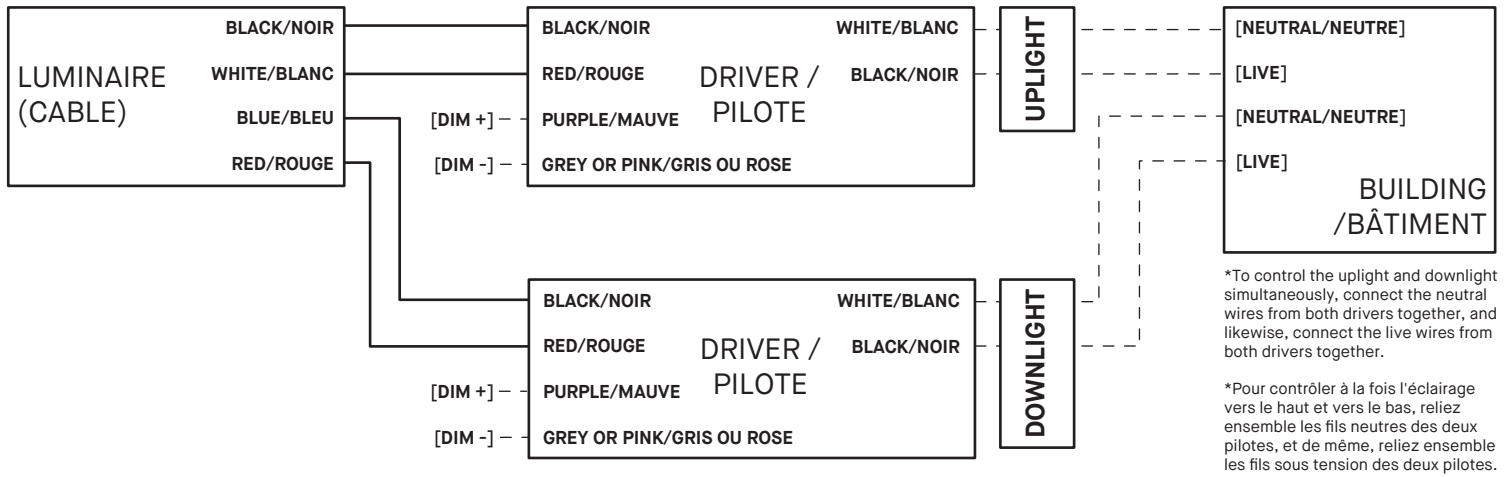 LUMINAIRE
(CABLE)
BLACK/NOIR
WHITE/BLANC
BLUE/BLEU
RED/ROUGE
BLACK/NOIR
RED/ROUGE
[DIM +]
PURPLE/MAUVE
[DIM -]
GREY OR PINK/GRIS OU ROSE
DRIVER /
PILOTE
WHITE/BLANC
BLACK/NOIR
UPLIGHT
[NEUTRAL/NEUTRE]
[LIVE]
[NEUTRAL/NEUTRE]
[LIVE]
BUILDING
/BÂTIMENT
BLACK/NOIR
RED/ROUGE
[DIM +]
PURPLE/MAUVE
[DIM -]
GREY OR PINK/GRIS OU ROSE
DRIVER /
PILOTE
WHITE/BLANC
BLACK/NOIR
DOWNLIGHT
*To control the uplight and downlight
simultaneously, connect the neutral
wires from both drivers together, and
likewise, connect the live wires from
both drivers together.
*Pour contrôler à la fois l'éclairage
vers le haut et vers le bas, reliez
ensemble les fils neutres des deux
pilotes, et de même, reliez ensemble
les fils sous tension des deux pilotes.